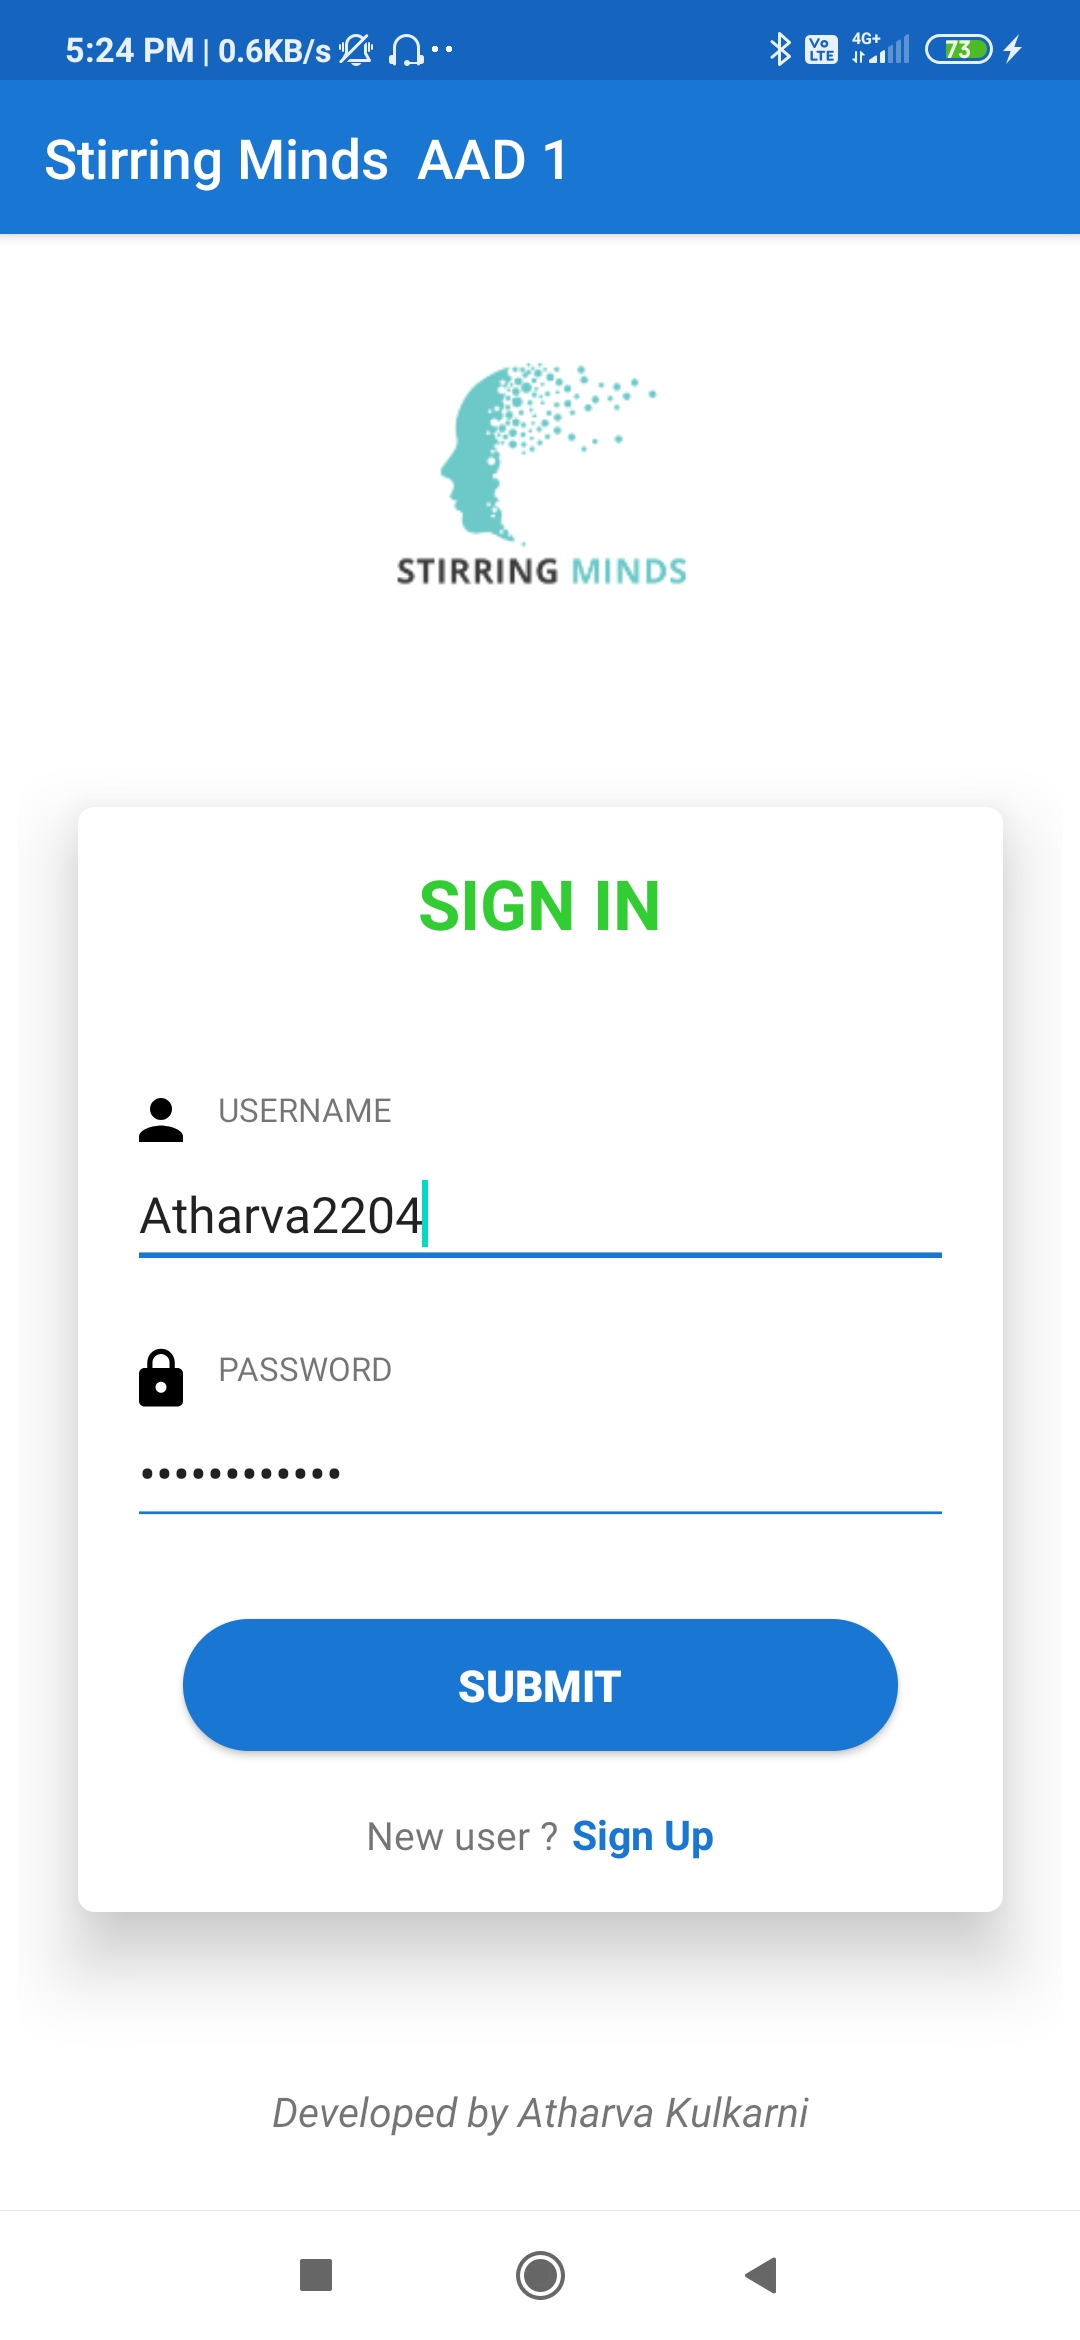 5:24 PM | 0.6KB/s
Vo LTE 4G+ 73
Stirring Minds AAD 1
STIRRING MINDS
SIGN IN
USERNAME
Atharva2204
PASSWORD
••••••••••••
SUBMIT
New user ? Sign Up
Developed by Atharva Kulkarni